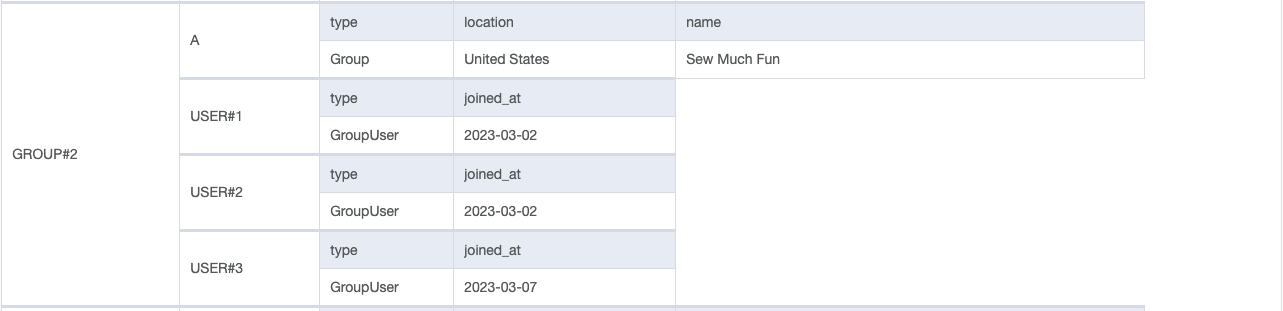 type location name
A
Group United States Sew Much Fun
type joined_at
USER#1
GroupUser 2023-03-02
GROUP#2
type joined_at
USER#2
GroupUser 2023-03-02
type joined_at
USER#3
GroupUser 2023-03-07